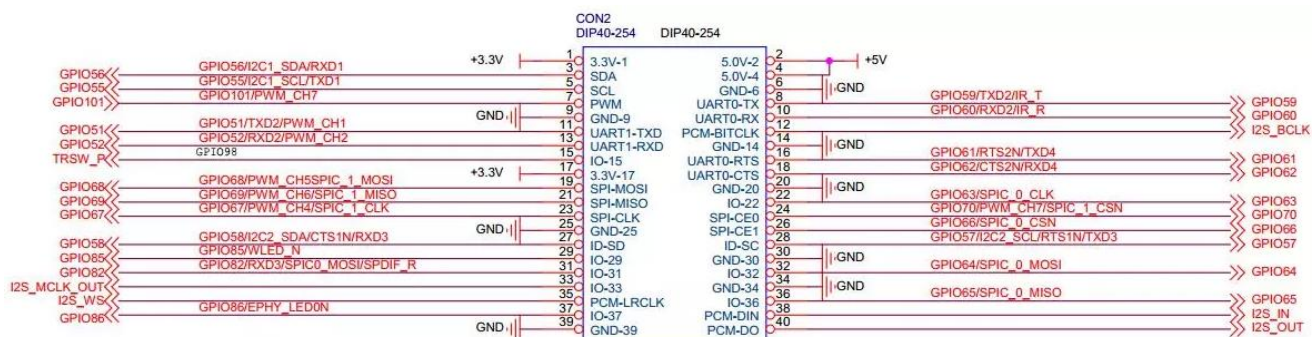 CON2
DIP40-254 DIP40-254
+3.3V 1 3.3V-1 5.0V-2 2 +5V
GPIO56 GPIO56/I2C1_SDA/RXD1 3 SDA 5.0V-4 4
GPIO55 GPIO55/I2C1_SCL/TXD1 5 SCL GND-6 6 GND
GPIO101 GPIO101/PWM_CH7 7 PWM UART0-TX 8 GPIO59/TXD2/IR_T GPIO59
GND 9 GND-9 UART0-RX 10 GPIO60/RXD2/IR_R GPIO60
GPIO51 GPIO51/TXD2/PWM_CH1 11 UART1-TXD PCM-BITCLK 12 I2S_BCLK
GPIO52 GPIO52/RXD2/PWM_CH2 13 UART1-RXD GND-14 14 GND
TRSW_P GPIO98 15 IO-15 UART0-RTS 16 GPIO61/RTS2N/TXD4 GPIO61
+3.3V 17 3.3V-17 UART0-CTS 18 GPIO62/CTS2N/RXD4 GPIO62
GPIO68 GPIO68/PWM_CH5SPIC_1_MOSI 19 SPI-MOSI GND-20 20 GND
GPIO69 GPIO69/PWM_CH6/SPIC_1_MISO 21 SPI-MISO IO-22 22 GPIO63/SPIC_0_CLK GPIO63
GPIO67 GPIO67/PWM_CH4/SPIC_1_CLK 23 SPI-CLK SPI-CE0 24 GPIO70/PWM_CH7/SPIC_1_CSN GPIO70
GND 25 GND-25 SPI-CE1 26 GPIO66/SPIC_0_CSN GPIO66
GPIO58 GPIO58/I2C2_SDA/CTS1N/RXD3 27 ID-SD ID-SC 28 GPIO57/I2C2_SCL/RTS1N/TXD3 GPIO57
GPIO85 GPIO85/WLED_N 29 IO-29 GND-30 30 GND
GPIO82 GPIO82/RXD3/SPIC0_MOSI/SPDIF_R 31 IO-31 IO-32 32 GPIO64/SPIC_0_MOSI GPIO64
I2S_MCLK_OUT 33 IO-33 GND-34 34 GND
I2S_WS 35 PCM-LRCLK IO-36 36 GPIO65/SPIC_0_MISO GPIO65
GPIO86 GPIO86/EPHY_LED0N 37 IO-37 PCM-DIN 38 I2S_IN
GND 39 GND-39 PCM-DO 40 I2S_OUT